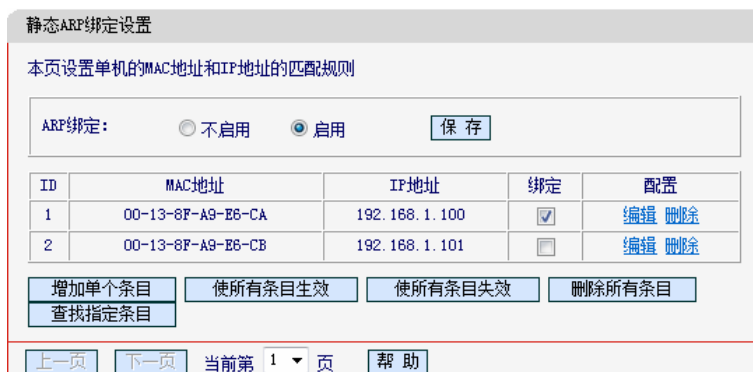 静态ARP绑定设置
本页设置单机的MAC地址和IP地址的匹配规则
ARP绑定： 不启用 启用 保 存
ID MAC地址 IP地址 绑定 配置
1 00-13-8F-A9-E6-CA 192.168.1.100 编辑 删除
2 00-13-8F-A9-E6-CB 192.168.1.101 编辑 删除
增加单个条目 使所有条目生效 使所有条目失效 删除所有条目
查找指定条目
上一页 下一页 当前第 1 页 帮 助